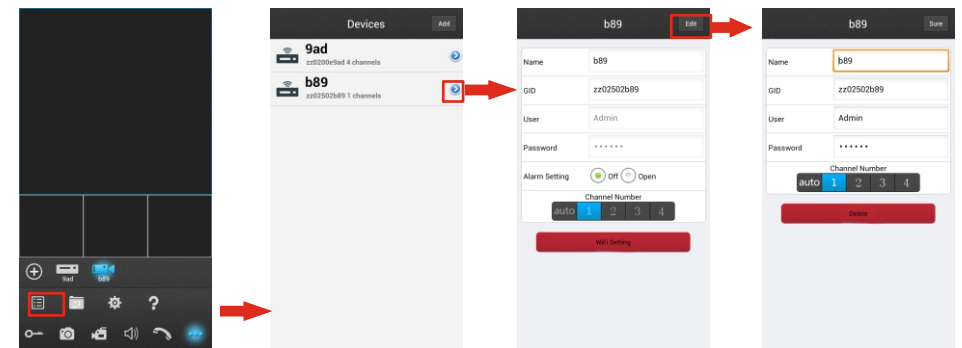 9ad
b89
?
Devices
Add
9ad
zz0200e9ad 4 channels
b89
zz02502b89 1 channels
b89
Edit
Name
b89
GID
zz02502b89
User
Admin
Password
······
Alarm Setting
Off
Open
Channel Number
auto 1 2 3 4
Wifi Setting
b89
Sure
Name
b89
GID
zz02502b89
User
Admin
Password
······
Channel Number
auto 1 2 3 4
Delete